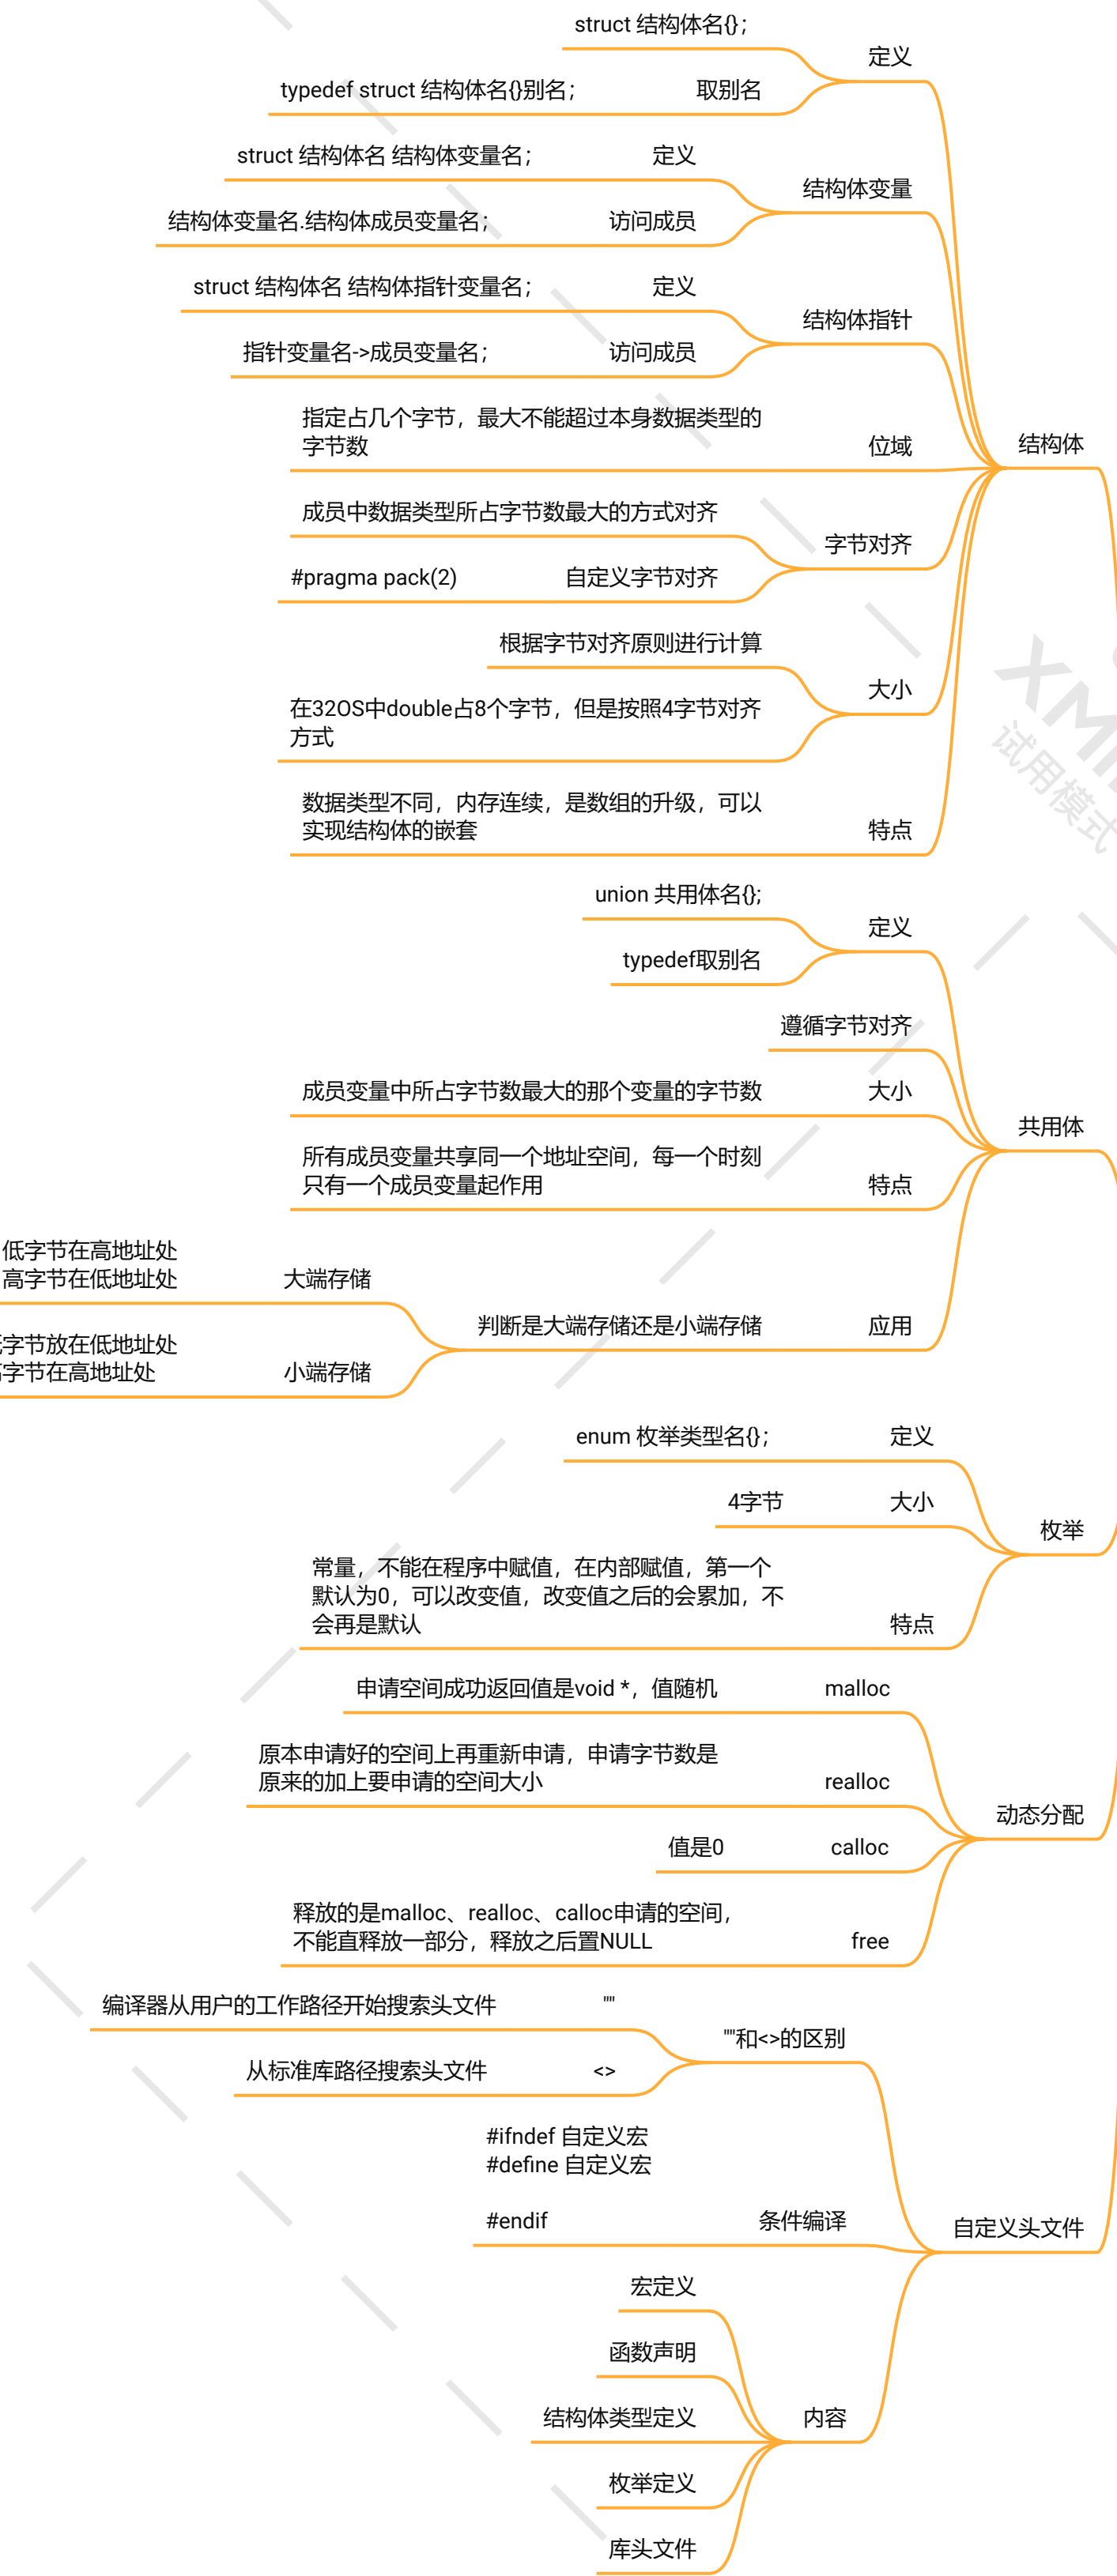 struct 结构体名{}；
定义
typedef struct 结构体名{}别名；
取别名
struct 结构体名 结构体变量名；
定义
结构体变量
结构体变量名.结构体成员变量名；
访问成员
struct 结构体名 结构体指针变量名；
定义
结构体指针
指针变量名->成员变量名；
访问成员
指定占几个字节，最大不能超过本身数据类型的
字节数
位域
结构体
成员中数据类型所占字节数最大的方式对齐
字节对齐
#pragma pack(2)
自定义字节对齐
根据字节对齐原则进行计算
大小
在32OS中double占8个字节，但是按照4字节对齐
方式
数据类型不同，内存连续，是数组的升级，可以
实现结构体的嵌套
特点
试用模式
union 共用体名{};
定义
typedef取别名
遵循字节对齐
成员变量中所占字节数最大的那个变量的字节数
大小
共用体
所有成员变量共享同一个地址空间，每一个时刻
只有一个成员变量起作用
特点
低字节在高地址处
高字节在低地址处
大端存储
判断是大端存储还是小端存储
应用
字节放在低地址处
字节在高地址处
小端存储
enum 枚举类型名{}；
定义
4字节
大小
枚举
常量，不能在程序中赋值，在内部赋值，第一个
默认为0，可以改变值，改变值之后的会累加，不
会再是默认
特点
申请空间成功返回值是void *，值随机
malloc
原本申请好的空间上再重新申请，申请字节数是
原来的加上要申请的空间大小
realloc
动态分配
值是0
calloc
释放的是malloc、realloc、calloc申请的空间，
不能直释放一部分，释放之后置NULL
free
编译器从用户的工作路径开始搜索头文件
""
""和<>的区别
从标准库路径搜索头文件
<>
#ifndef 自定义宏
#define 自定义宏
#endif
条件编译
自定义头文件
宏定义
函数声明
结构体类型定义
内容
枚举定义
库头文件